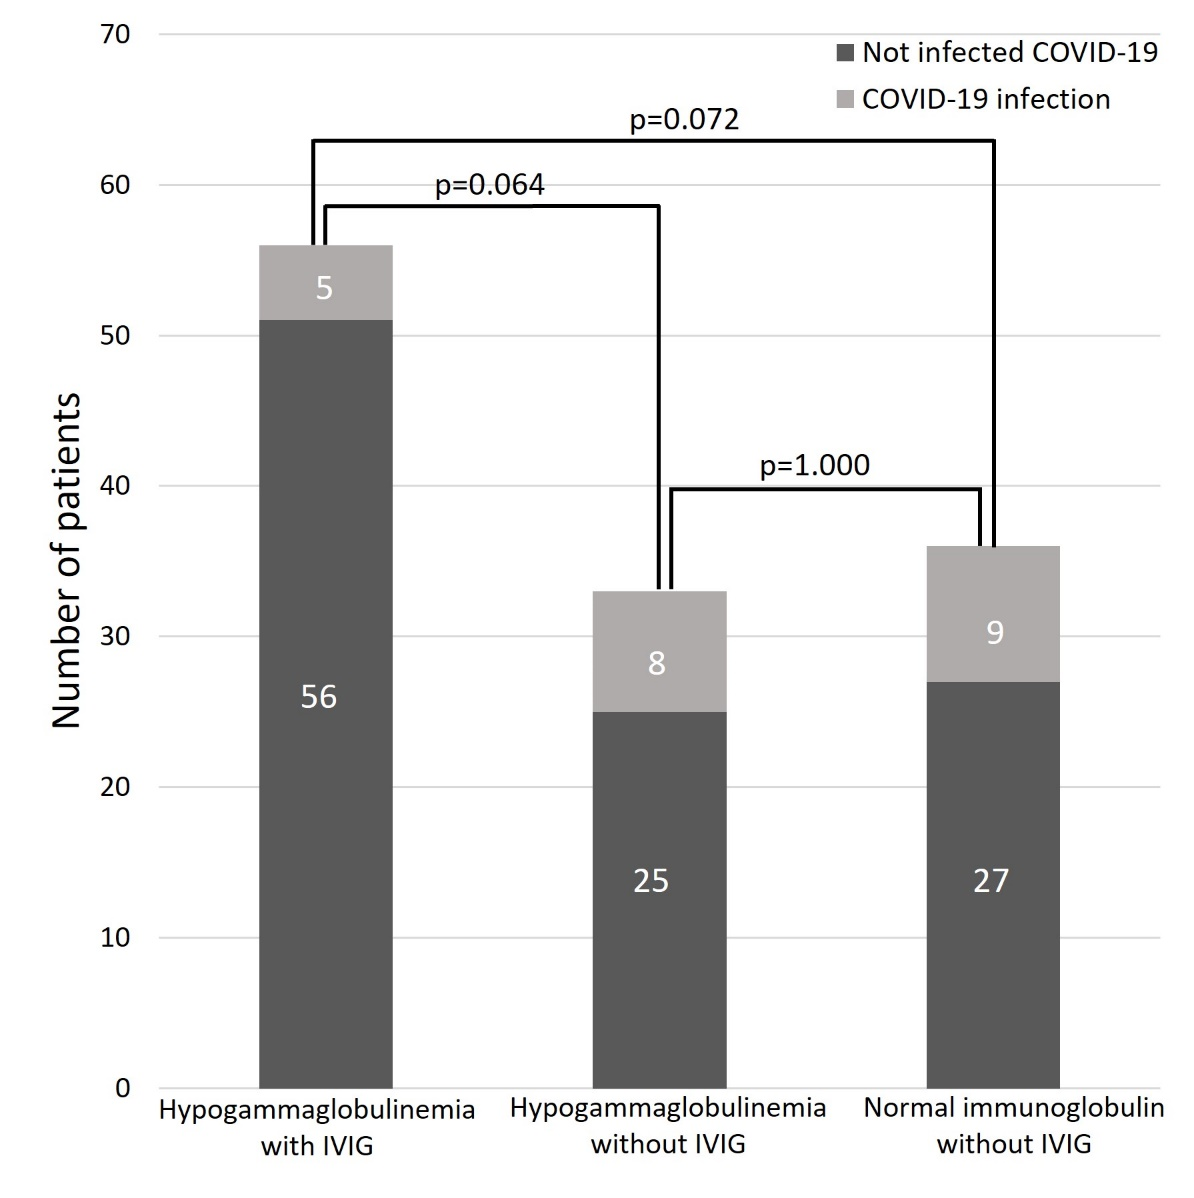 70
Not infected COVID-19
COVID-19 infection
p=0.072
60
p=0.064
5
50
p=1.000
40
Number of patients
9
30
8
56
20
25
27
10
0
Hypogammaglobulinemia
with IVIG
Hypogammaglobulinemia
without IVIG
Normal immunoglobulin
without IVIG